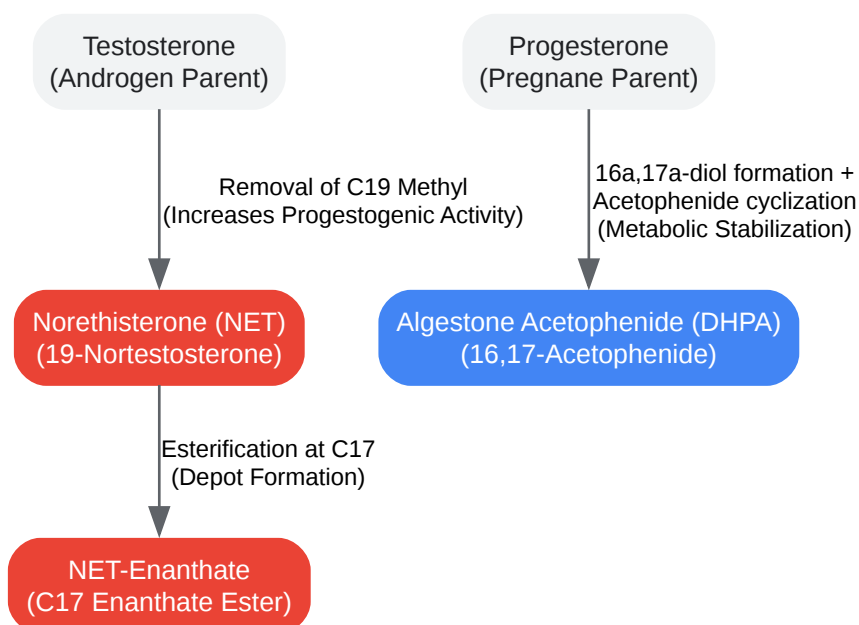 Testosterone
(Androgen Parent)
Progesterone
(Pregnane Parent)
Removal of C19 Methyl
(Increases Progestogenic Activity)
16a,17a-diol formation +
Acetophenide cyclization
(Metabolic Stabilization)
Norethisterone (NET)
(19-Nortestosterone)
Algestone Acetophenide (DHPA)
(16,17-Acetophenide)
Esterification at C17
(Depot Formation)
NET-Enanthate
(C17 Enanthate Ester)